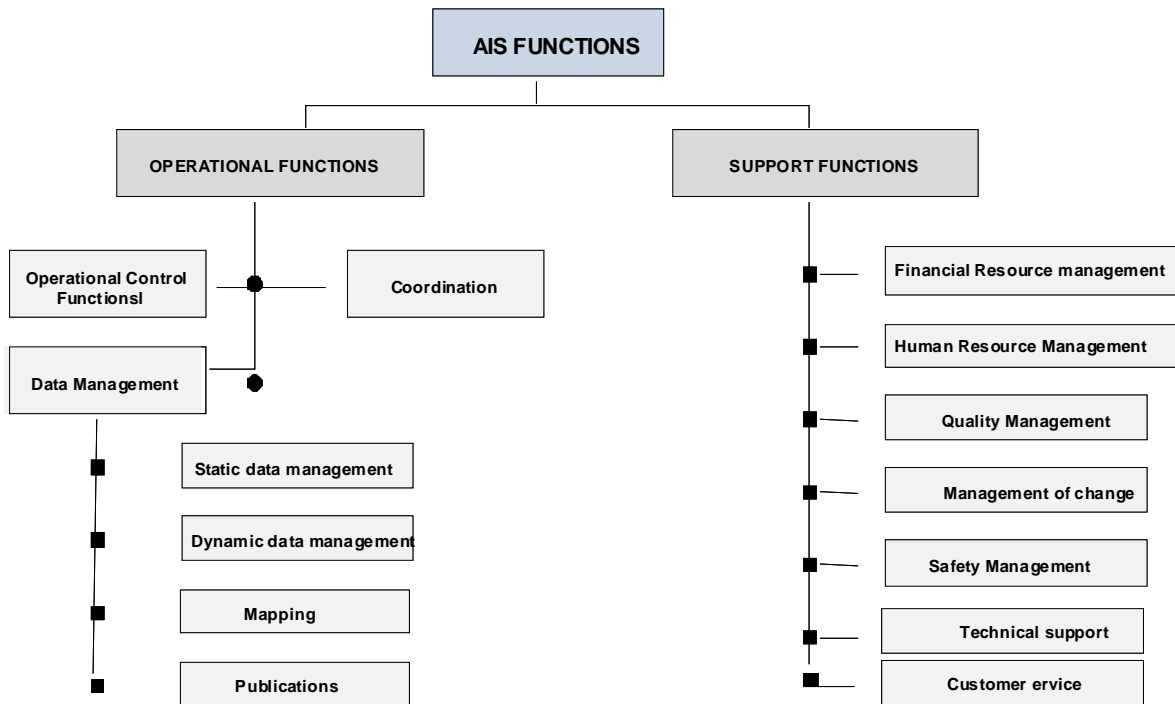 AIS FUNCTIONS
OPERATIONAL FUNCTIONS
SUPPORT FUNCTIONS
Operational Control
Functionsl
Coordination
Data Management
Static data management
Dynamic data management
Mapping
Publications
Financial Resource management
Human Resource Management
Quality Management
Management of change
Safety Management
Technical support
Customer ervice